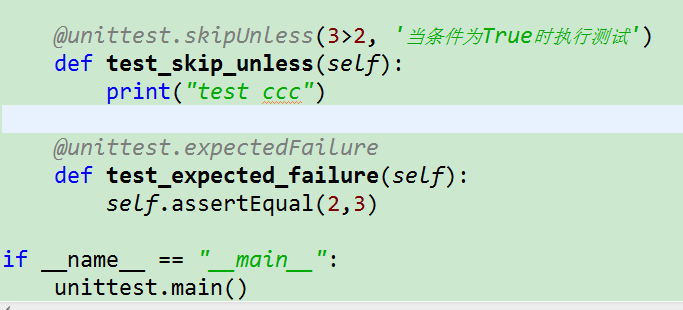 @unittest.skipUnless(3>2, '当条件为True时执行测试')
def test_skip_unless(self):
print("test ccc")
@unittest.expectedFailure
def test_expected_failure(self):
self.assertEqual(2,3)
if __name__ == "__main__":
unittest.main()